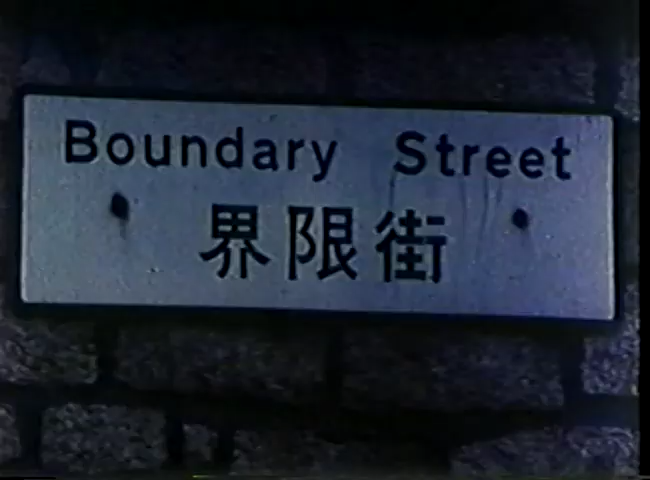 Boundary Street
界限街